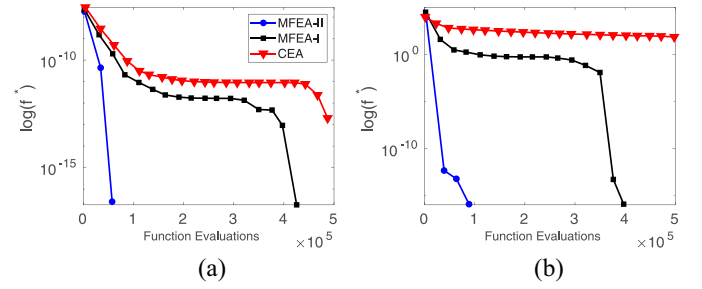 MFEA-II
MFEA-I
CEA
10^-10
10^-15
log(f*)
0 1 2 3 4 5
Function Evaluations
×10^5
(a)
10^0
10^-10
log(f*)
0 1 2 3 4 5
Function Evaluations
×10^5
(b)